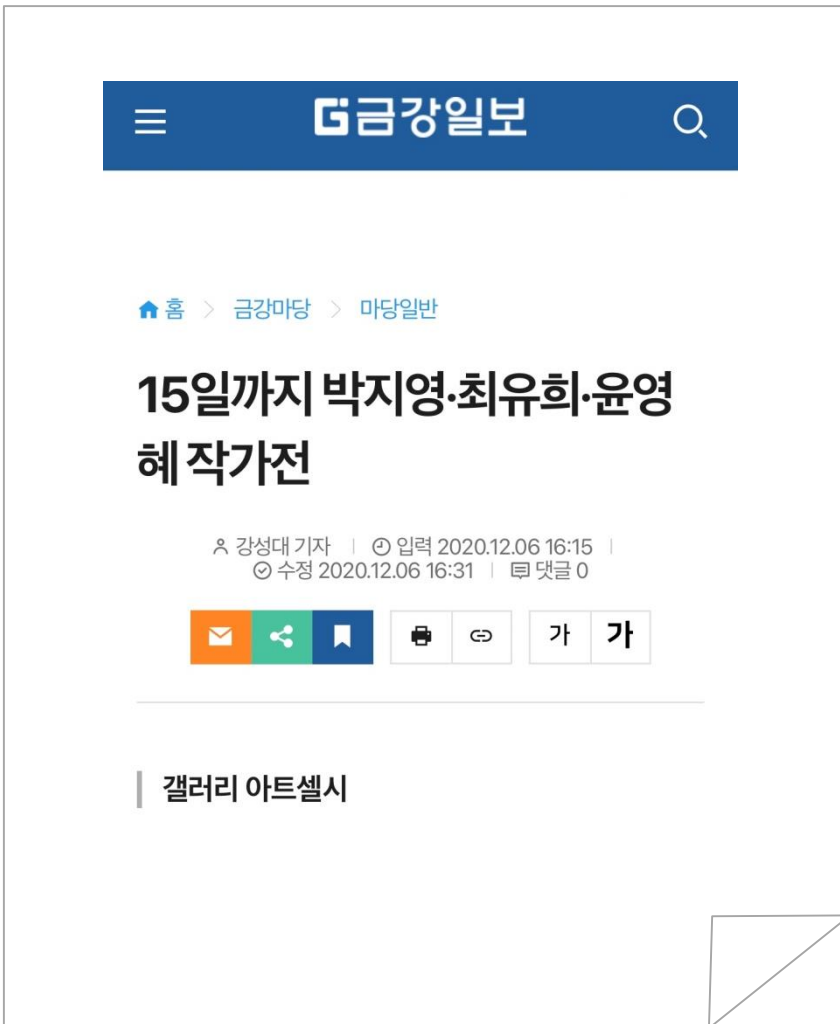 금강일보
홈 > 금강마당 > 마당일반
15일까지 박지영·최유희·윤영
혜 작가전
강성대 기자 | 입력 2020.12.06 16:15 |
수정 2020.12.06 16:31 | 댓글 0
가 가
갤러리 아트셀시